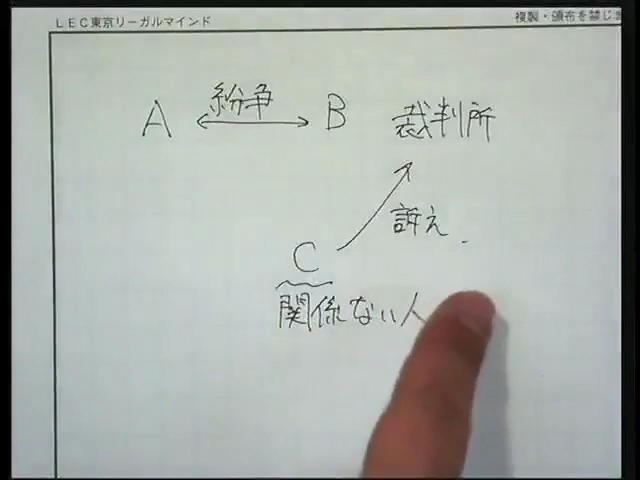 LEC東京リーガルマインド
複製・頒布を禁じま
紛争
A B 裁判所
訴え
C
関係ない人